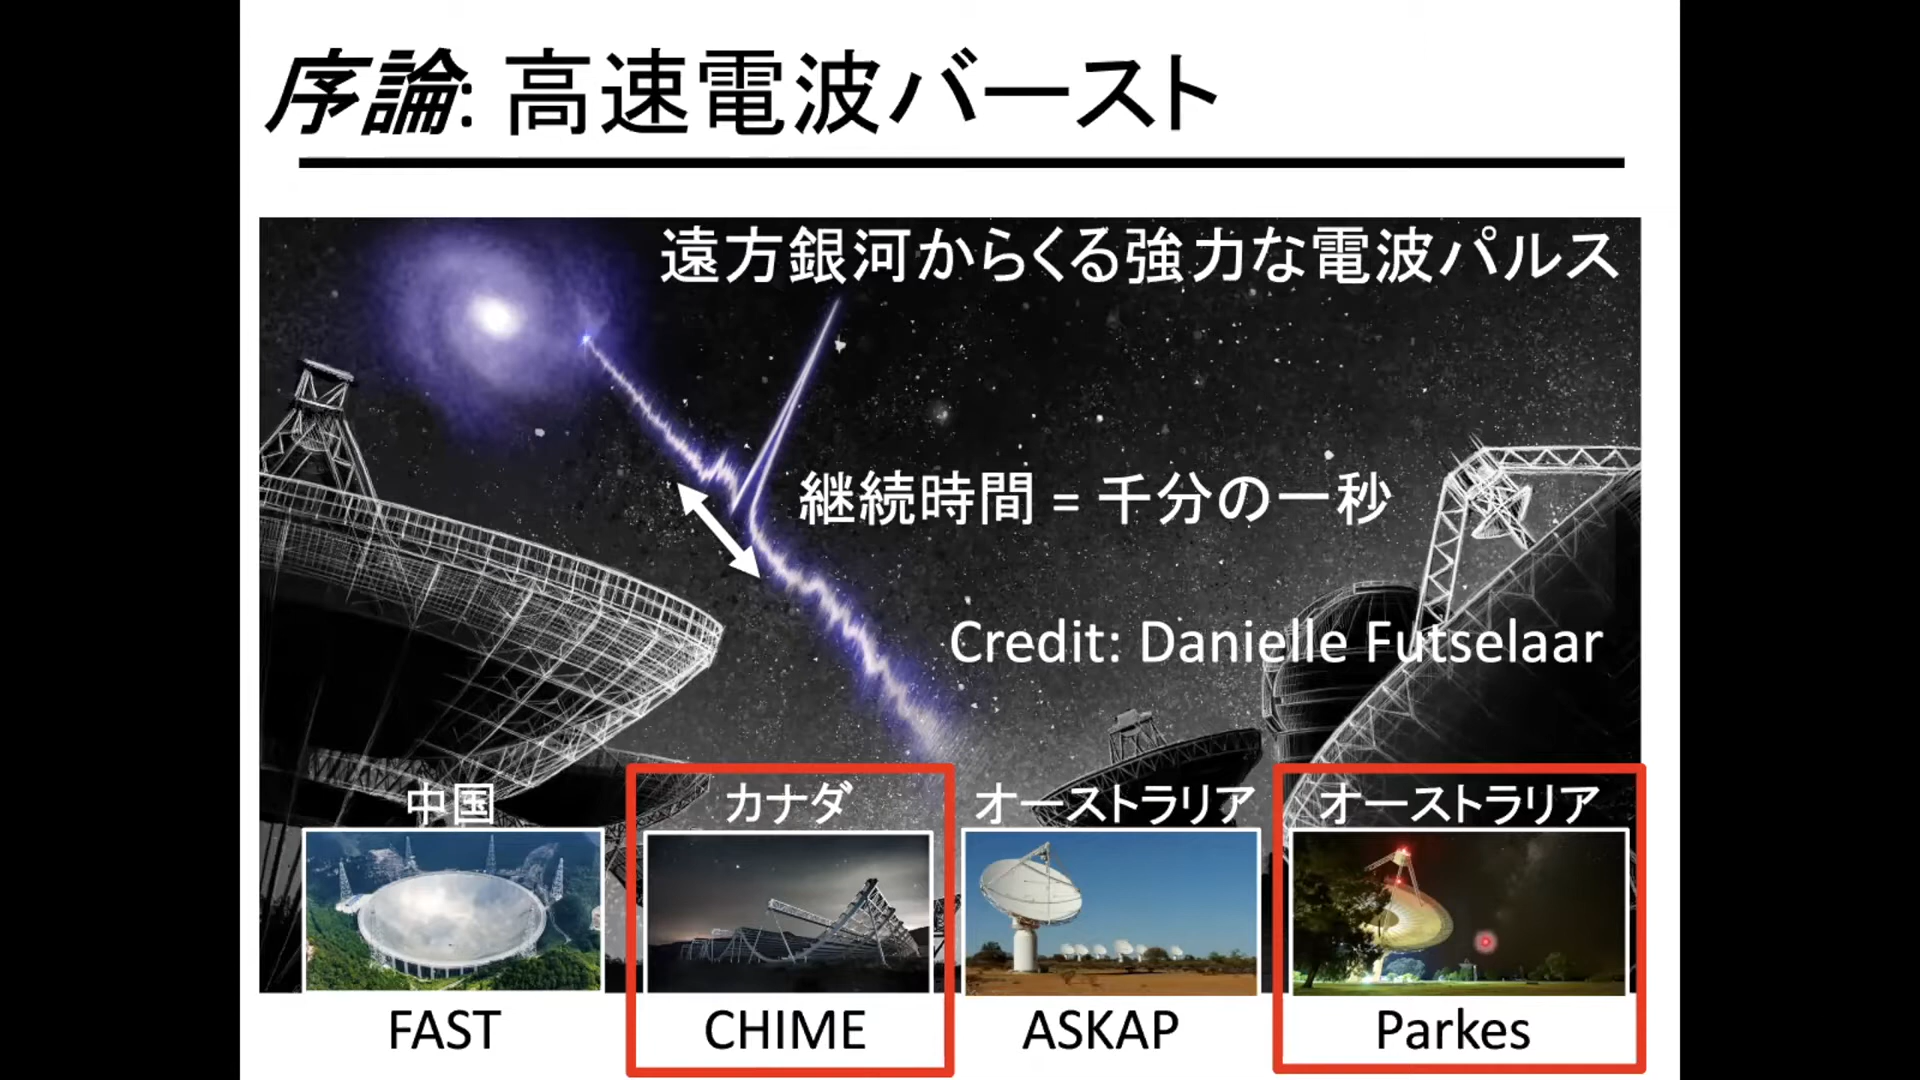 序論: 高速電波バースト
遠方銀河からくる強力な電波パルス
継続時間 = 千分の一秒
Credit: Danielle Futselaar
中国 カナダ オーストラリア オーストラリア
FAST CHIME ASKAP Parkes